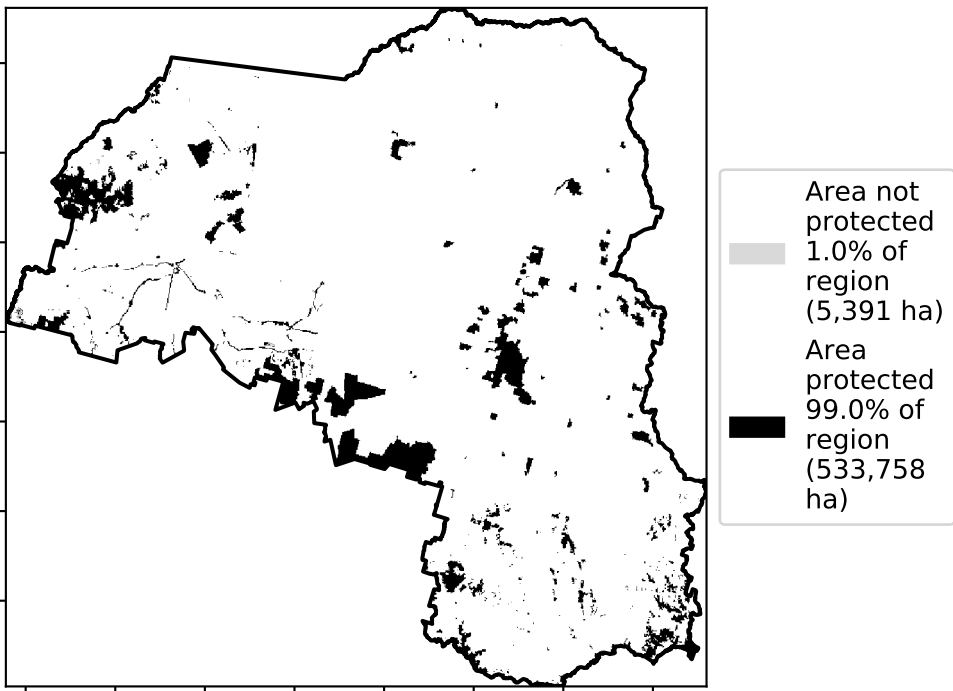 Area not
protected
1.0% of
region
(5,391 ha)
Area
protected
99.0% of
region
(533,758
ha)